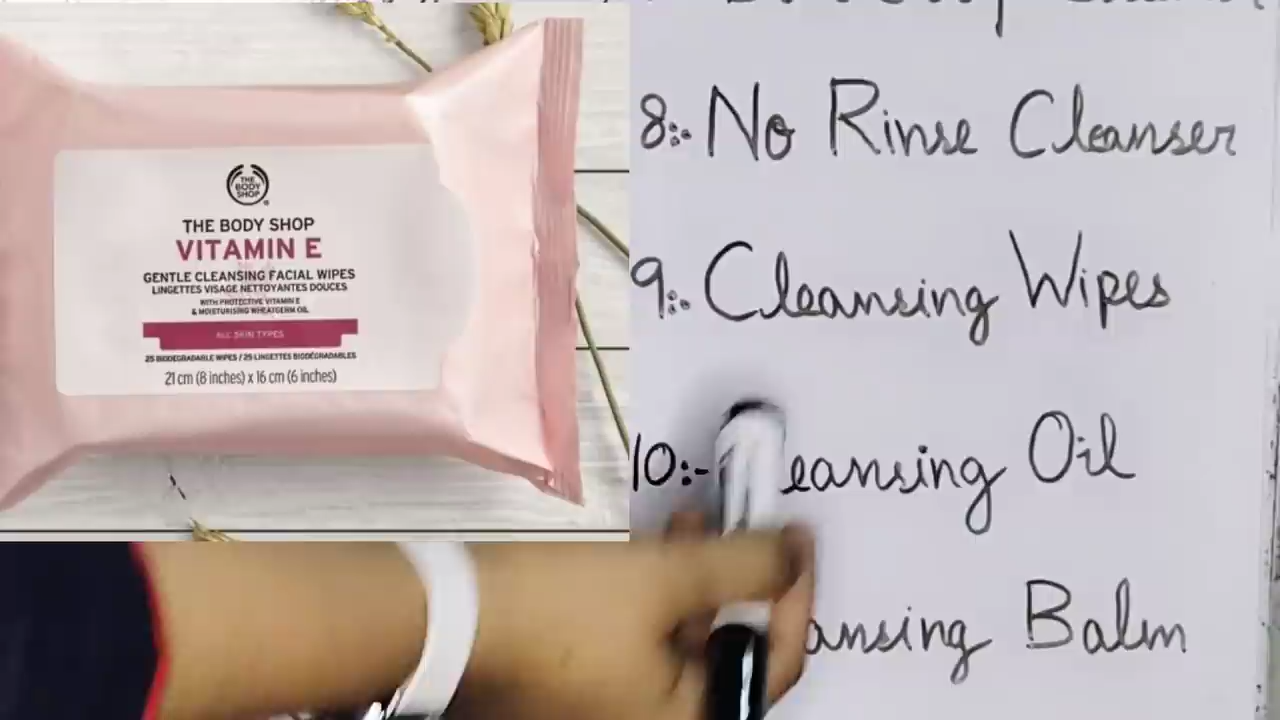 THE
BODY
SHOP
THE BODY SHOP
VITAMIN E
GENTLE CLEANSING FACIAL WIPES
LINGETTES VISAGE NETTOYANTES DOUCES
WITH PROTECTIVE VITAMIN E
& MOISTURISING WHEATGERM OIL
ALL SKIN TYPES
25 BIODEGRADABLE WIPES / 25 LINGETTES BIODÉGRADABLES
21 cm (8 inches) x 16 cm (6 inches)
8:- No Rinse Cleanser
9:- Cleansing Wipes
10:- eansing Oil
ansing Balm